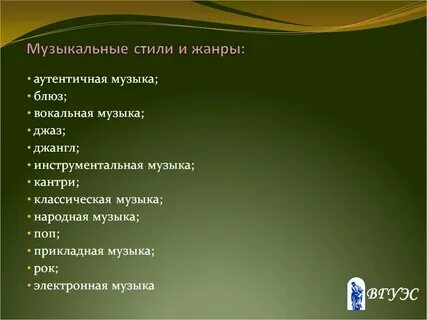 Музыкальные стили и жанры:
• аутентичная музыка;
• блюз;
• вокальная музыка;
• джаз;
• джангл;
• инструментальная музыка;
• кантри;
• классическая музыка;
• народная музыка;
• поп;
• прикладная музыка;
• рок;
• электронная музыка
ВГУЭС